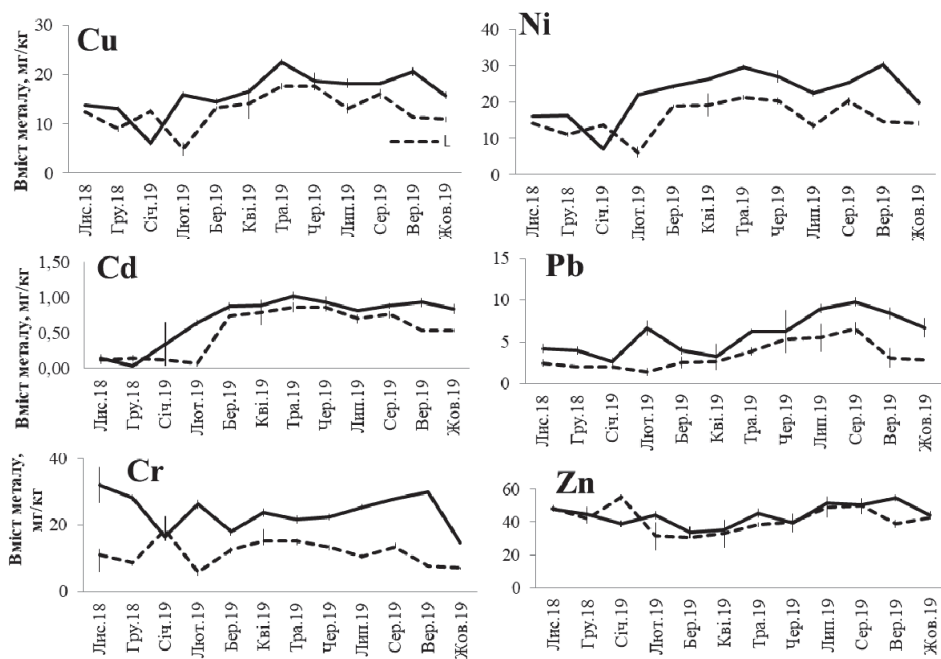 Cu
Вміст металу, мг/кг
30
20
10
0
L
Лис.18 Гру.18 Січ.19 Лют.19 Бер.19 Кві.19 Тра.19 Чер.19 Лип.19 Сер.19 Вер.19 Жов.19
Ni
40
30
20
10
0
Лис.18 Гру.18 Січ.19 Лют.19 Бер.19 Кві.19 Тра.19 Чер.19 Лип.19 Сер.19 Вер.19 Жов.19
Cd
Вміст металу, мг/кг
1,50
1,00
0,50
0,00
Лис.18 Гру.18 Січ.19 Лют.19 Бер.19 Кві.19 Тра.19 Чер.19 Лип.19 Сер.19 Вер.19 Жов.19
Pb
15
10
5
0
Лис.18 Гру.18 Січ.19 Лют.19 Бер.19 Кві.19 Тра.19 Чер.19 Лип.19 Сер.19 Вер.19 Жов.19
Cr
Вміст металу,
мг/кг
40
20
0
Лис.18 Гру.18 Січ.19 Лют.19 Бер.19 Кві.19 Тра.19 Чер.19 Лип.19 Сер.19 Вер.19 Жов.19
Zn
60
40
20
0
Лис.18 Гру.18 Січ.19 Лют.19 Бер.19 Кві.19 Тра.19 Чер.19 Лип.19 Сер.19 Вер.19 Жов.19